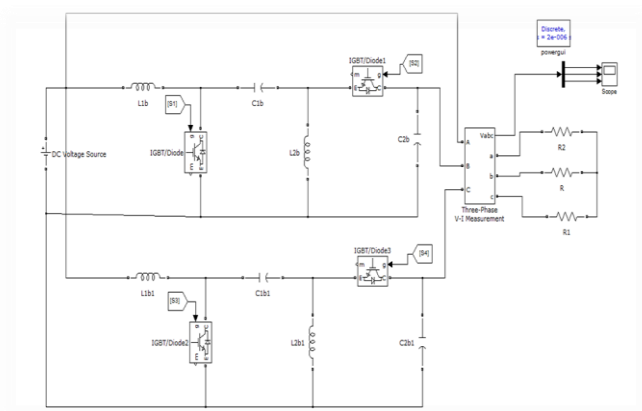 Discrete,
s = 2e-006
powergui
Scope
IGBT/Diode1
[S2]
m
g
E
C
L1b
[S1]
C1b
g
C
IGBT/Diode
E
m
L2b
C2b
DC Voltage Source
+
Vabc
A
a
B
b
C
c
Three-Phase
V-I Measurement
R2
R
R1
IGBT/Diode3
[S4]
m
g
E
C
L1b1
[S3]
C1b1
g
C
IGBT/Diode2
E
m
L2b1
C2b1